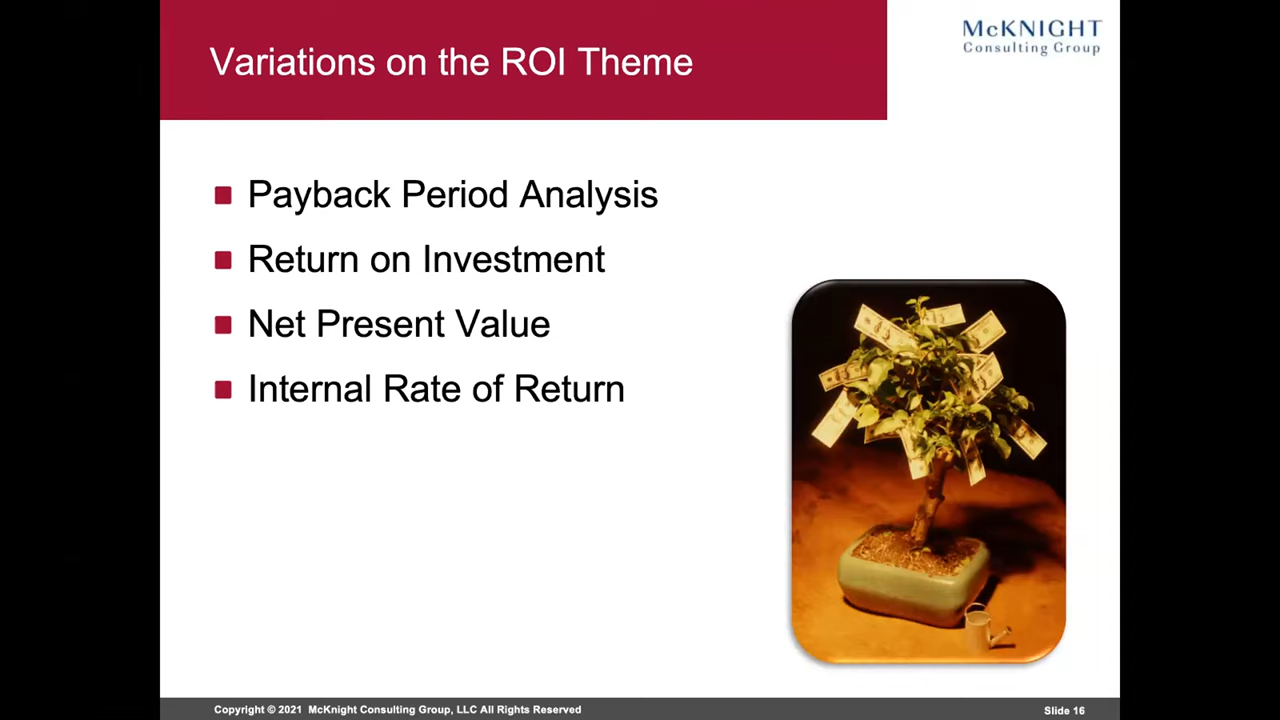 Variations on the ROI Theme
McKNIGHT
Consulting Group
Payback Period Analysis
Return on Investment
Net Present Value
Internal Rate of Return
Copyright © 2021 McKnight Consulting Group, LLC All Rights Reserved
Slide 16